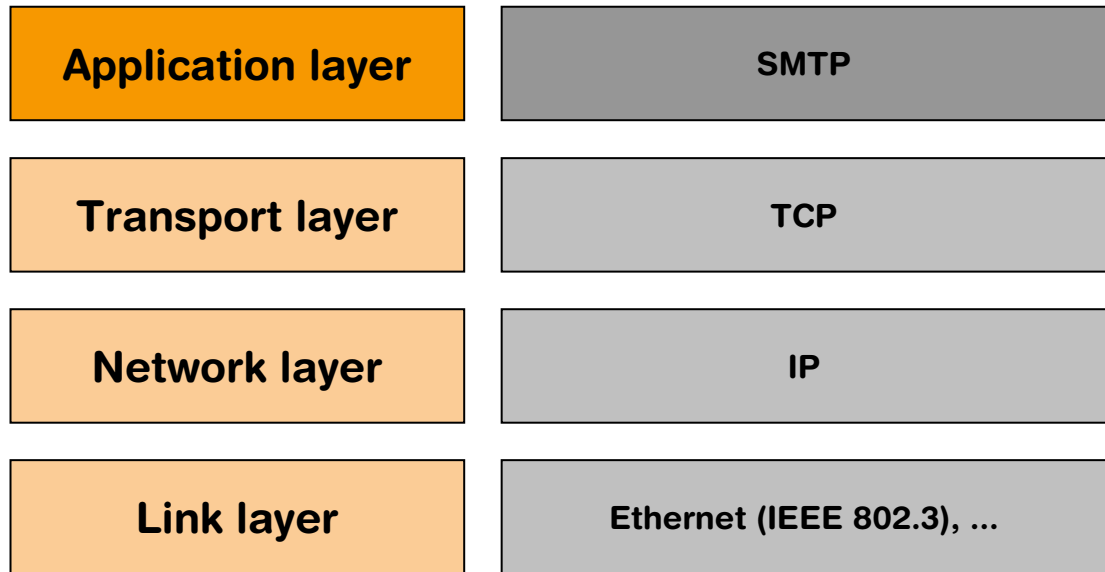 Application layer
SMTP
Transport layer
TCP
Network layer
IP
Link layer
Ethernet (IEEE 802.3), ...